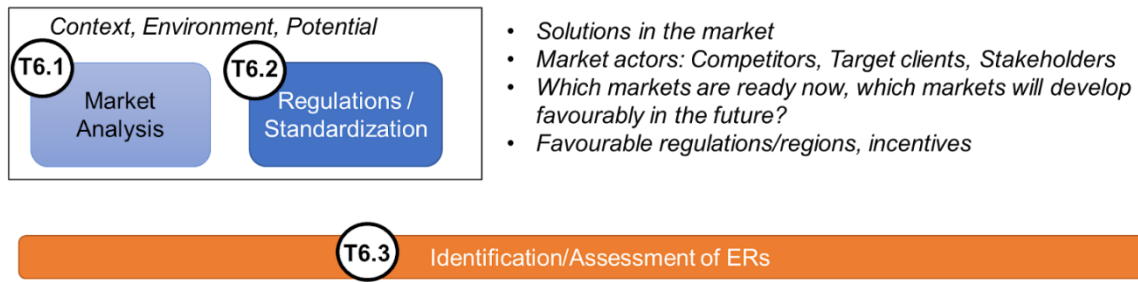 Context, Environment, Potential
T6.1
Market
Analysis
T6.2
Regulations /
Standardization
• Solutions in the market
• Market actors: Competitors, Target clients, Stakeholders
• Which markets are ready now, which markets will develop
favourably in the future?
• Favourable regulations/regions, incentives
T6.3
Identification/Assessment of ERs